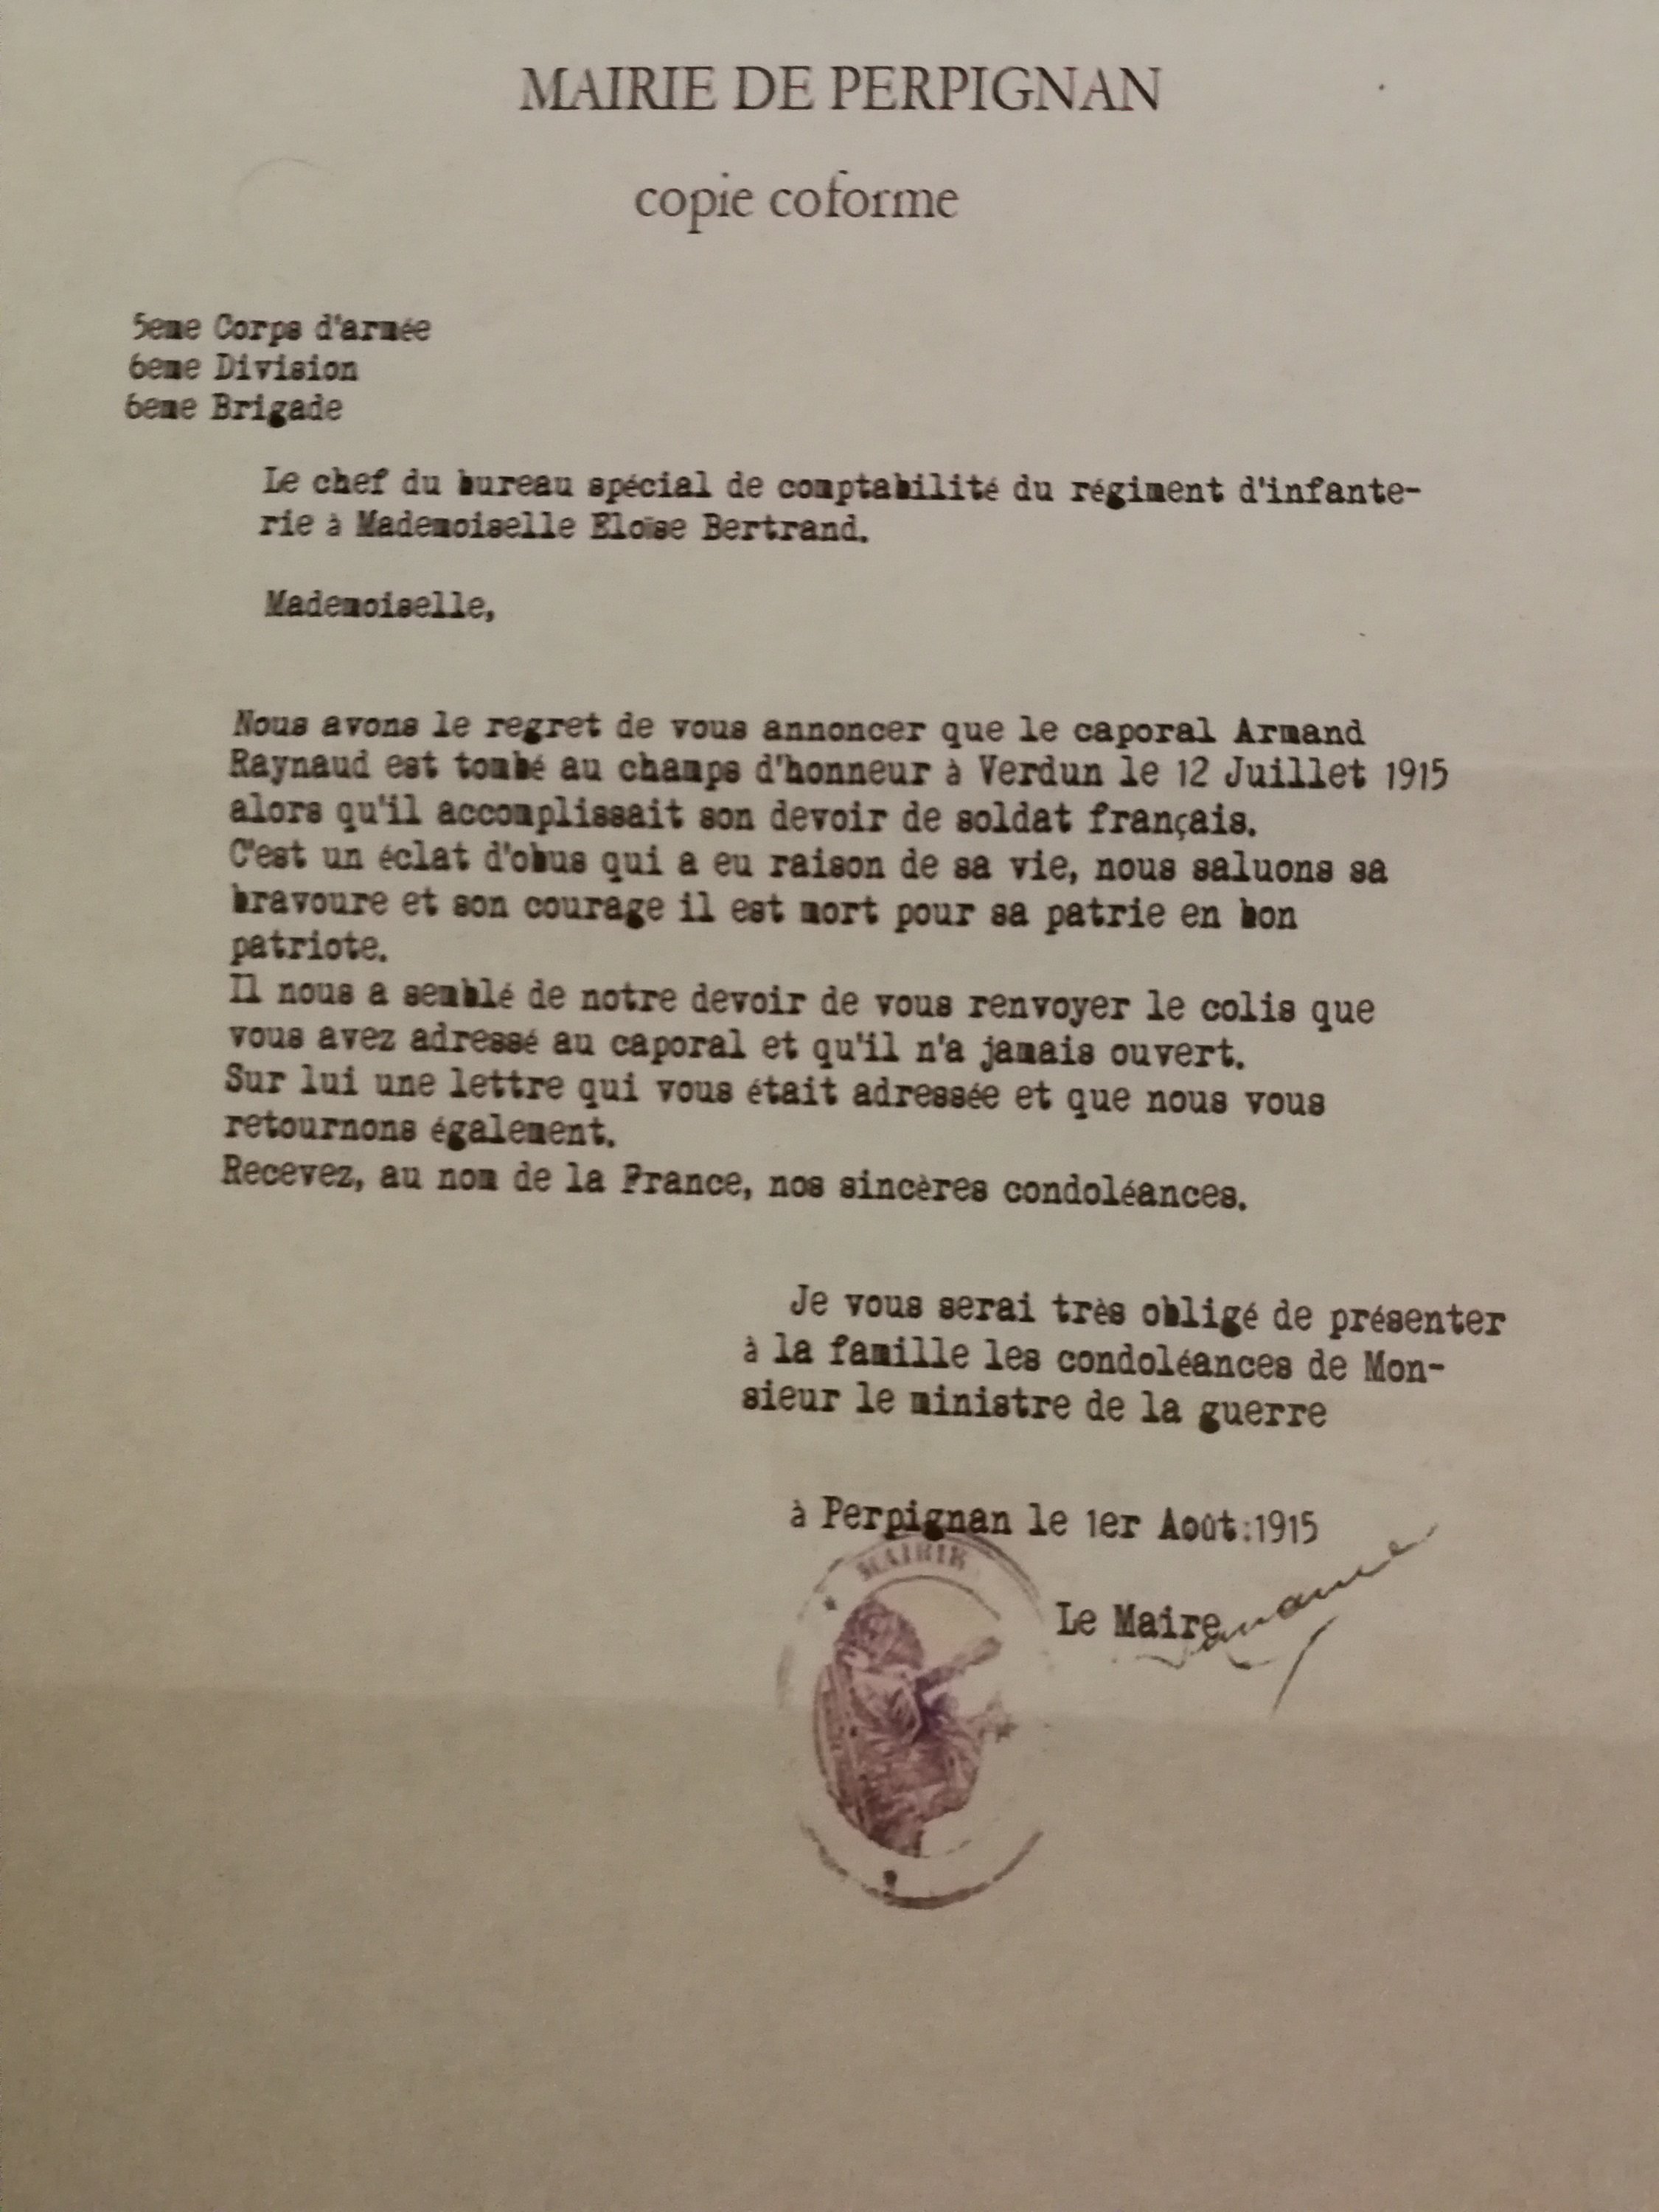 MAIRIE DE PERPIGNAN
copie coforme
5eme Corps d'armée
6eme Division
6eme Brigade
Le chef du bureau spécial de comptabilité du régiment d'infante-
rie à Mademoiselle Eloïse Bertrand.
Mademoiselle,
Nous avons le regret de vous annoncer que le caporal Armand
Raynaud est tombé au champs d'honneur à Verdun le 12 Juillet 1915
alors qu'il accomplissait son devoir de soldat français.
C'est un éclat d'obus qui a eu raison de sa vie, nous saluons sa
bravoure et son courage il est mort pour sa patrie en bon
patriote.
Il nous a semblé de notre devoir de vous renvoyer le colis que
vous avez adressé au caporal et qu'il n'a jamais ouvert.
Sur lui une lettre qui vous était adressée et que nous vous
retournons également.
Recevez, au nom de la France, nos sincères condoléances.
Je vous serai très obligé de présenter
à la famille les condoléances de Mon-
sieur le ministre de la guerre
à Perpignan le 1er Août:1915
MAIRIE
Le Maire